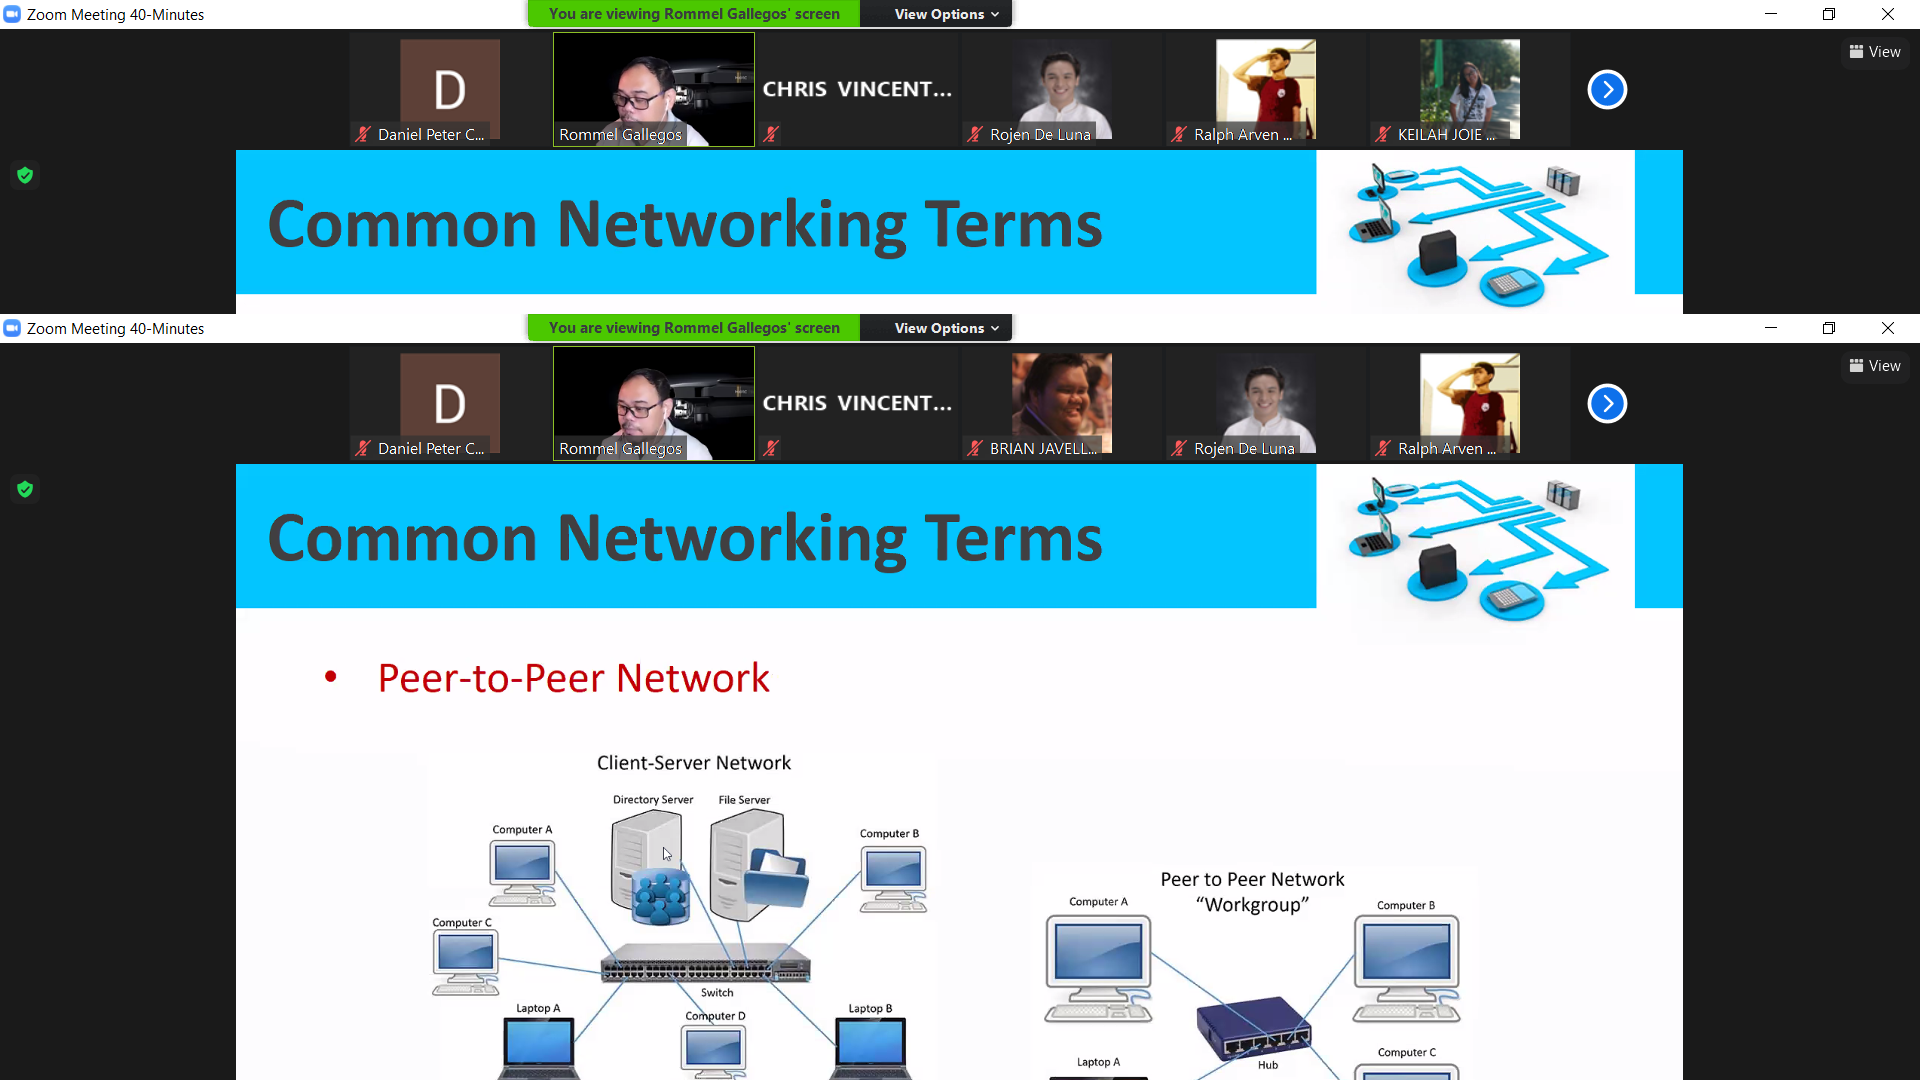 Zoom Meeting 40-Minutes
You are viewing Rommel Gallegos' screen
View Options
View
D
CHRIS VINCENT...
Daniel Peter C...
Rommel Gallegos
Rojen De Luna
Ralph Arven ...
KEILAH JOIE ...
Common Networking Terms
Zoom Meeting 40-Minutes
You are viewing Rommel Gallegos' screen
View Options
View
D
CHRIS VINCENT...
Daniel Peter C...
Rommel Gallegos
BRIAN JAVELL...
Rojen De Luna
Ralph Arven ...
Common Networking Terms
• Peer-to-Peer Network
Client-Server Network
Directory Server
File Server
Computer A
Computer B
Computer C
Switch
Laptop A
Computer D
Laptop B
Peer to Peer Network
“Workgroup”
Computer A
Computer B
Laptop A
Hub
Computer C